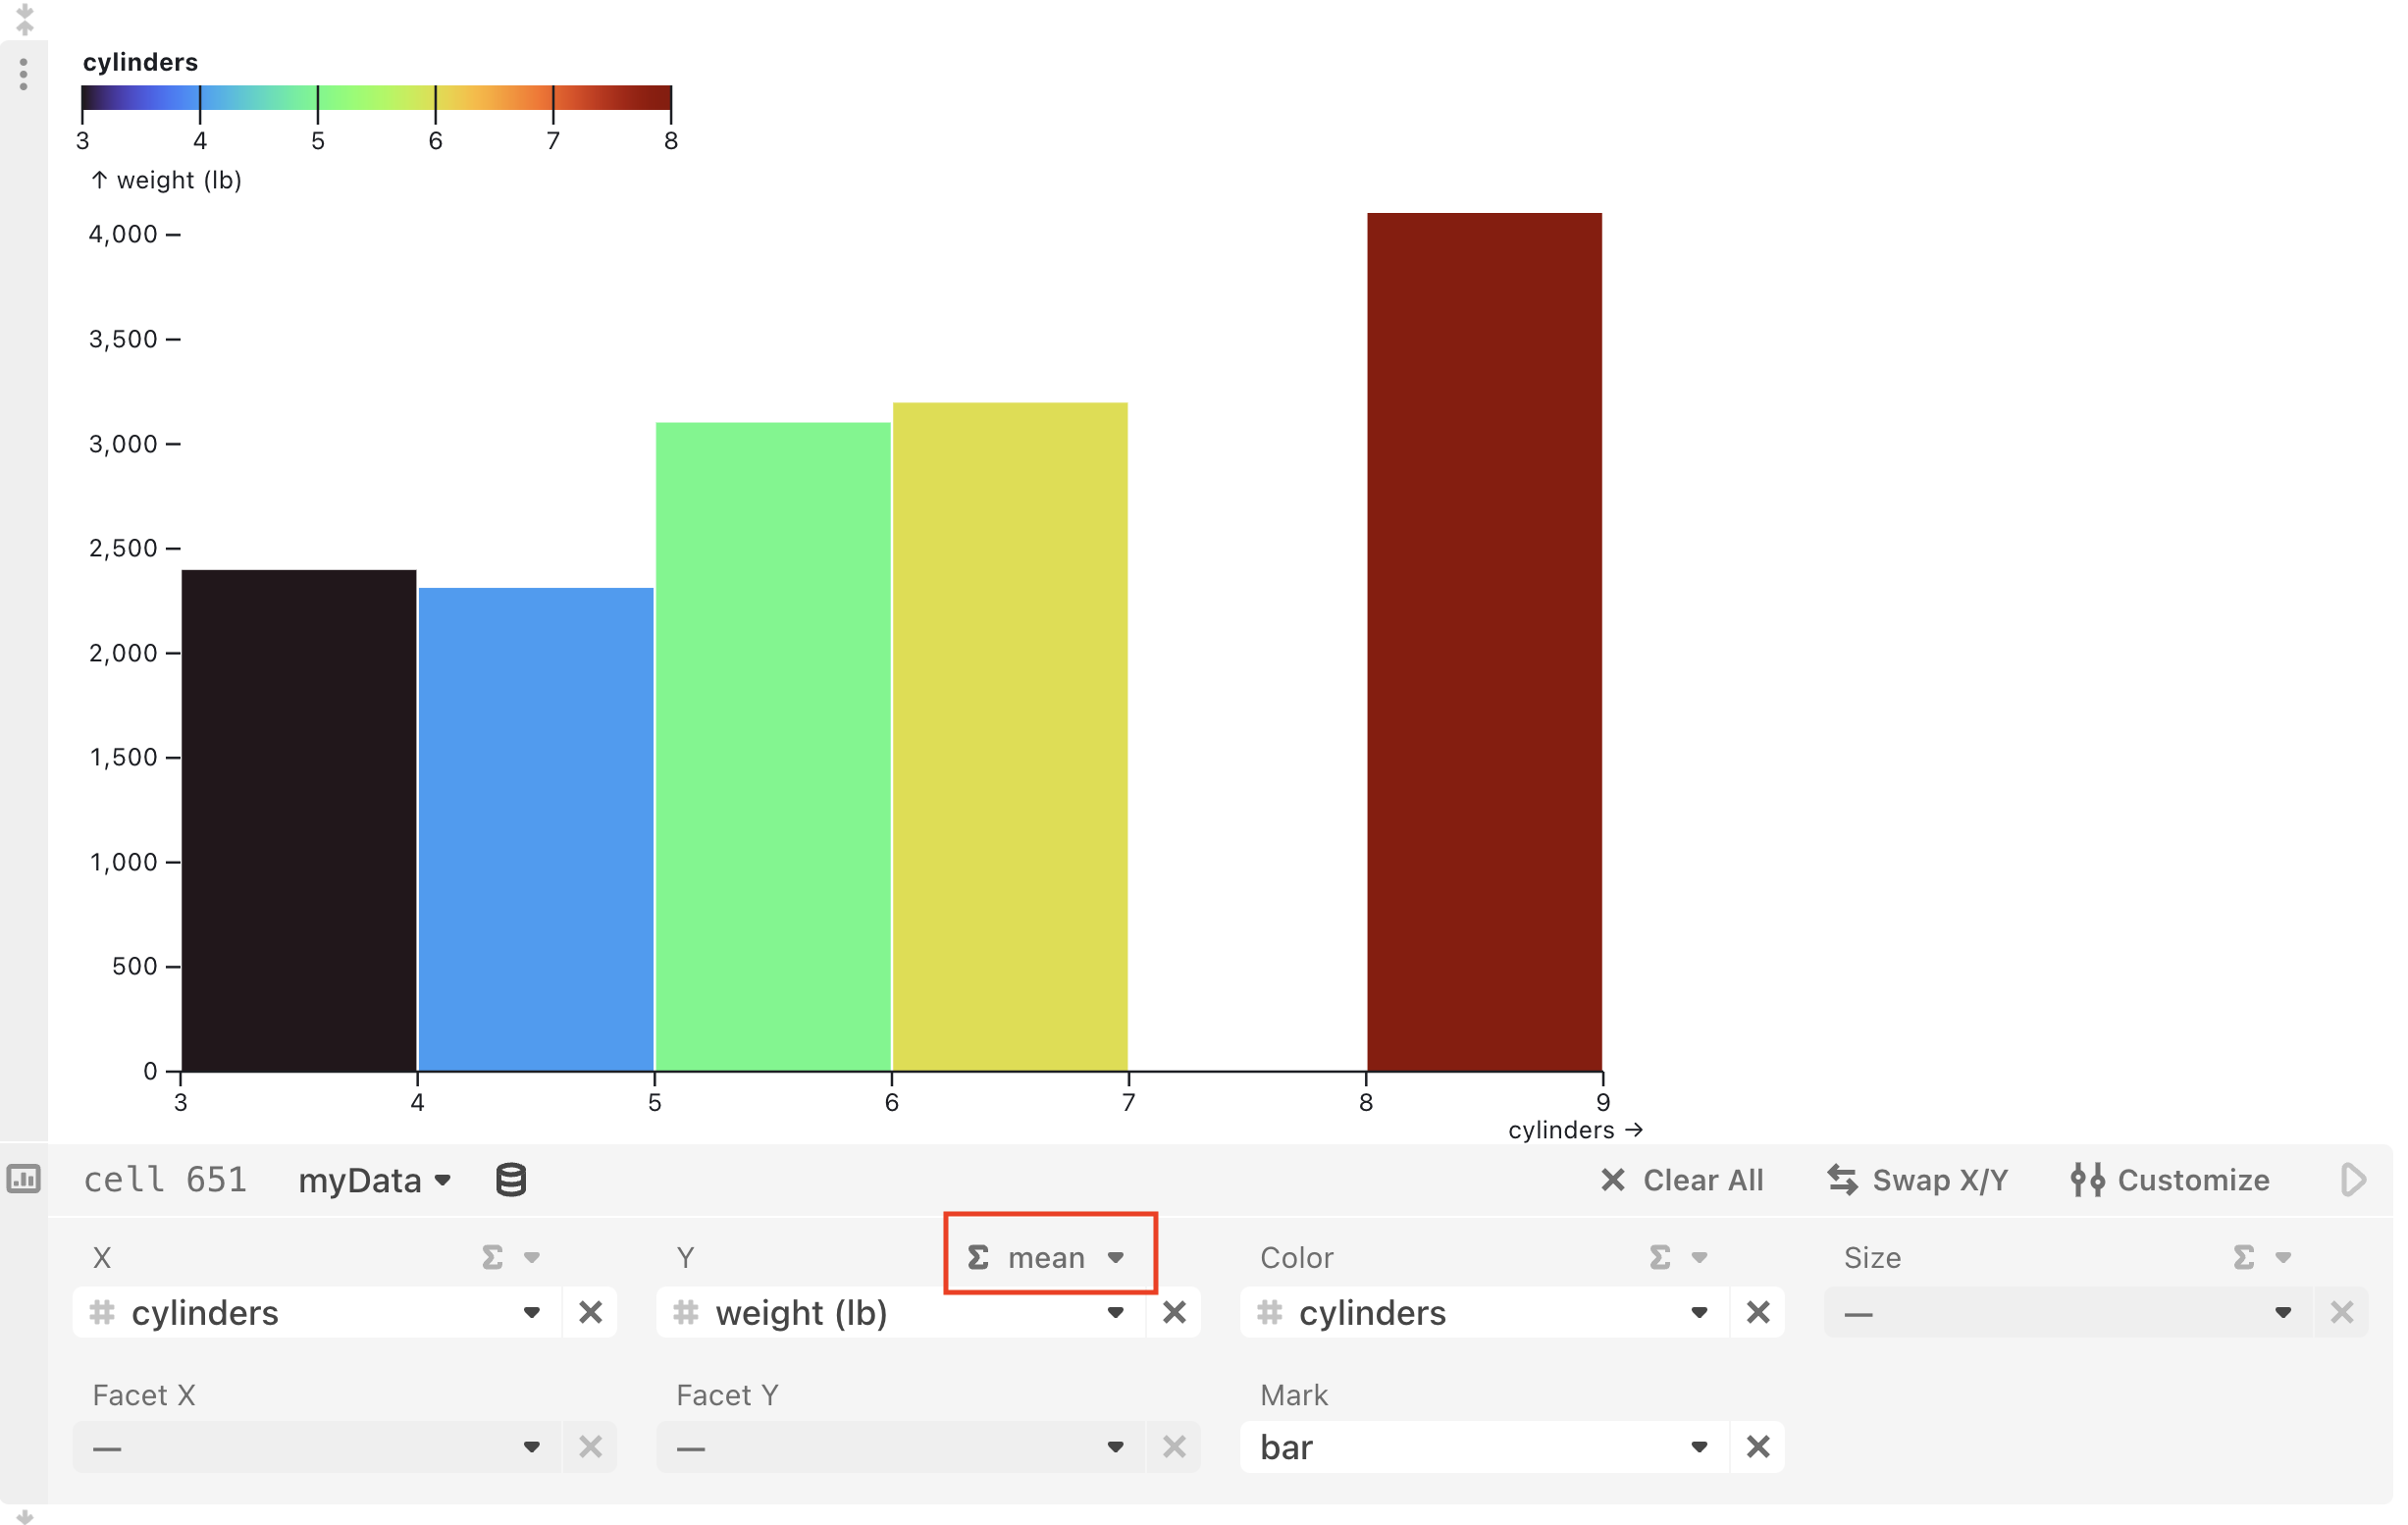 cylinders
3 4 5 6 7 8
↑ weight (lb)
4,000
3,500
3,000
2,500
2,000
1,500
1,000
500
0
3 4 5 6 7 8 9
cylinders →
cell 651 myData Clear All Swap X/Y Customize
X Σ Y Σ mean Color Σ Size Σ
# cylinders # weight (lb) # cylinders —
Facet X Facet Y Mark
— — bar